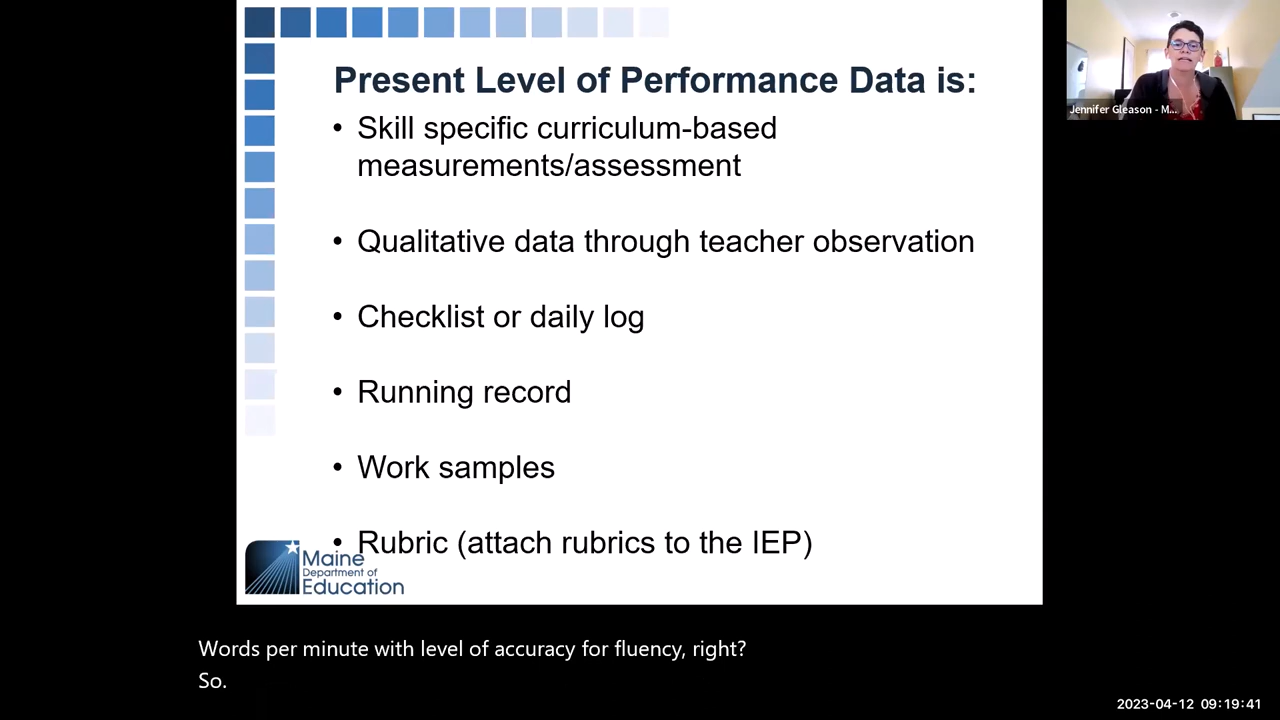 Present Level of Performance Data is:
• Skill specific curriculum-based
measurements/assessment
• Qualitative data through teacher observation
• Checklist or daily log
• Running record
• Work samples
• Rubric (attach rubrics to the IEP)
Maine
Department of
Education
Jennifer Gleason - M...
Words per minute with level of accuracy for fluency, right?
So.
2023-04-12 09:19:41